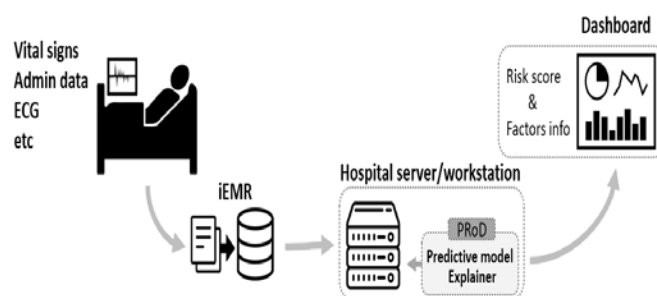 Dashboard
Vital signs
Admin data
ECG
etc
Risk score
&
Factors info
iEMR
Hospital server/workstation
PRoD
Predictive model
Explainer